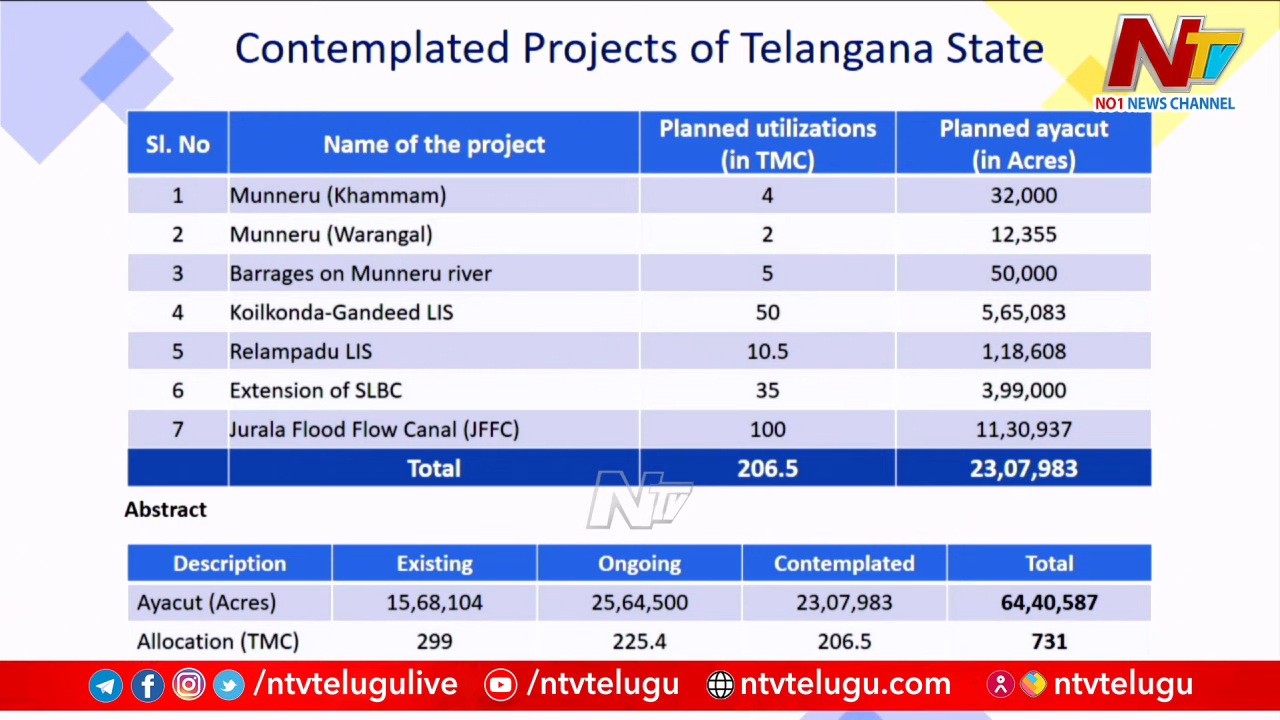 Contemplated Projects of Telangana State
NTV
NO1 NEWS CHANNEL
Sl. No Name of the project Planned utilizations (in TMC) Planned ayacut (in Acres)
1 Munneru (Khammam) 4 32,000
2 Munneru (Warangal) 2 12,355
3 Barrages on Munneru river 5 50,000
4 Koilkonda-Gandeed LIS 50 5,65,083
5 Relampadu LIS 10.5 1,18,608
6 Extension of SLBC 35 3,99,000
7 Jurala Flood Flow Canal (JFFC) 100 11,30,937
Total 206.5 23,07,983
NTV
Abstract
Description Existing Ongoing Contemplated Total
Ayacut (Acres) 15,68,104 25,64,500 23,07,983 64,40,587
Allocation (TMC) 299 225.4 206.5 731
/ntvtelugulive /ntvtelugu ntvtelugu.com ntvtelugu